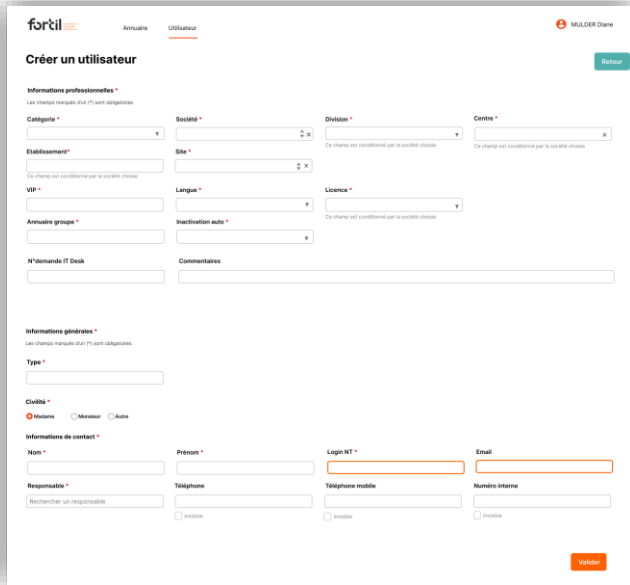 fortil
Annuaire Utilisateur MULDER Diane
Créer un utilisateur
Retour
Informations professionnelles *
Les champs marqués d'un (*) sont obligatoires.
Catégorie * Société * Division * Centre *
Ce champ est conditionné par la société choisie Ce champ est conditionné par la société choisie
Etablissement* Site *
Ce champ est conditionné par la société choisie
VIP * Langue * Licence *
Ce champ est conditionné par la société choisie
Annuaire groupe * Inactivation auto *
N°demande IT Desk Commentaires
Informations générales *
Les champs marqués d'un (*) sont obligatoires.
Type *
Civilité *
Madame Monsieur Autre
Informations de contact *
Nom * Prénom * Login NT * Email
Responsable * Téléphone Téléphone mobile Numéro interne
Rechercher un responsable
Invisible Invisible Invisible
Valider